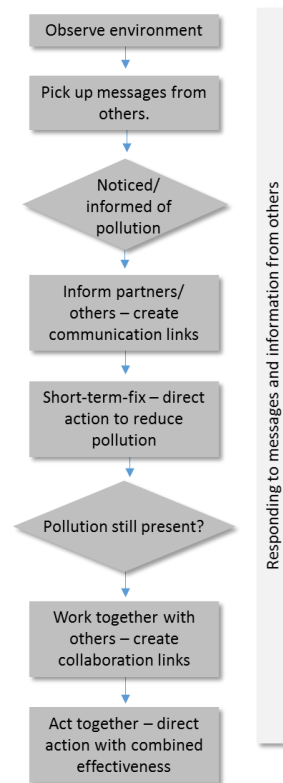 Observe environment
Pick up messages from
others.
Noticed/
informed of
pollution
Inform partners/
others – create
communication links
Short-term-fix – direct
action to reduce
pollution
Pollution still present?
Work together with
others – create
collaboration links
Act together – direct
action with combined
effectiveness
Responding to messages and information from others